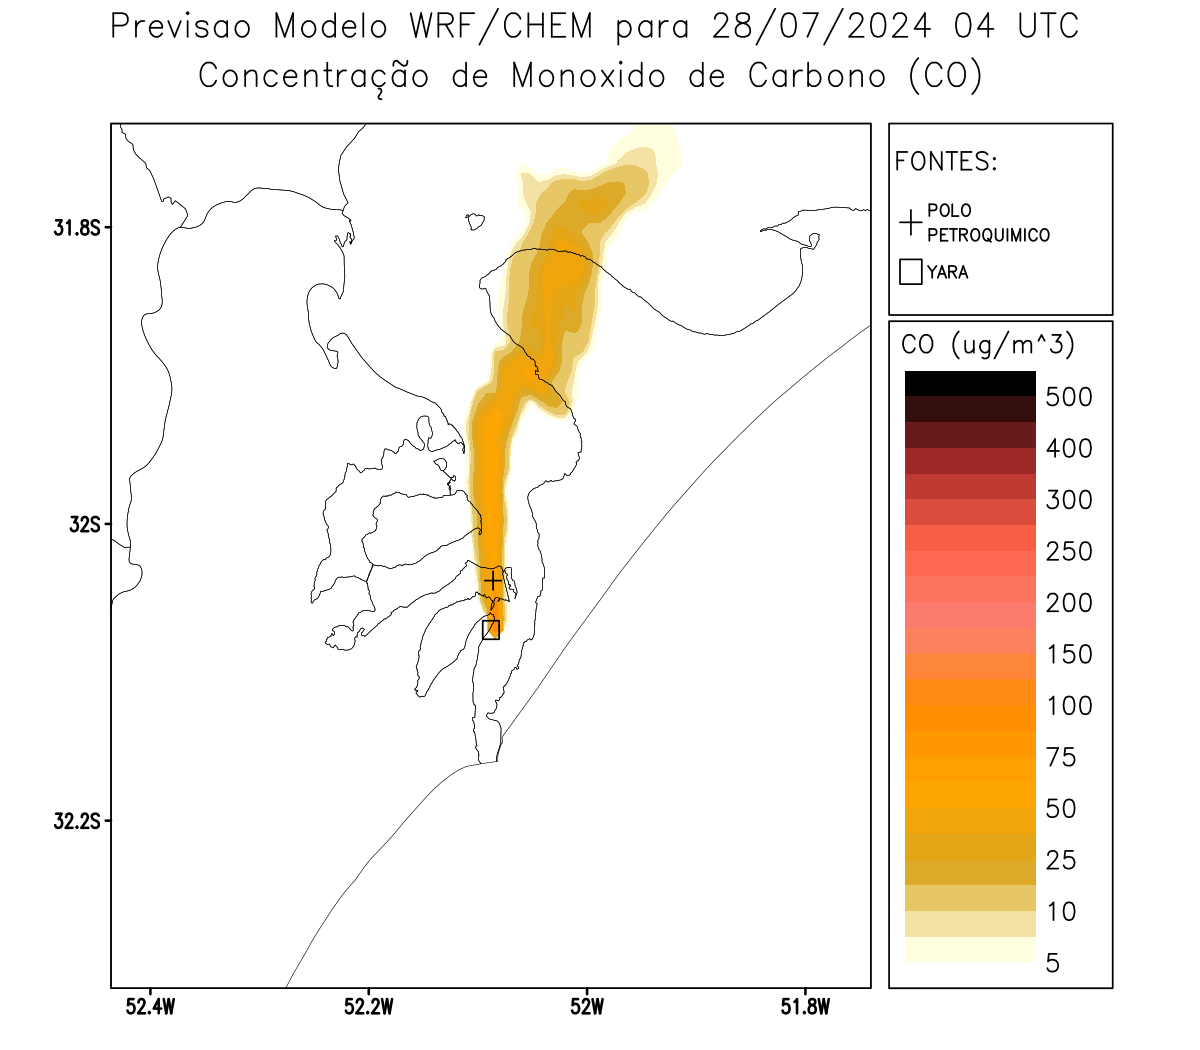 Previsao Modelo WRF/CHEM para 28/07/2024 04 UTC
Concentração de Monoxido de Carbono (CO)
FONTES:
POLO
PETROQUIMICO
YARA
CO (ug/m^3)
500
400
300
250
200
150
100
75
50
25
10
5
31.8S
32S
32.2S
52.4W 52.2W 52W 51.8W